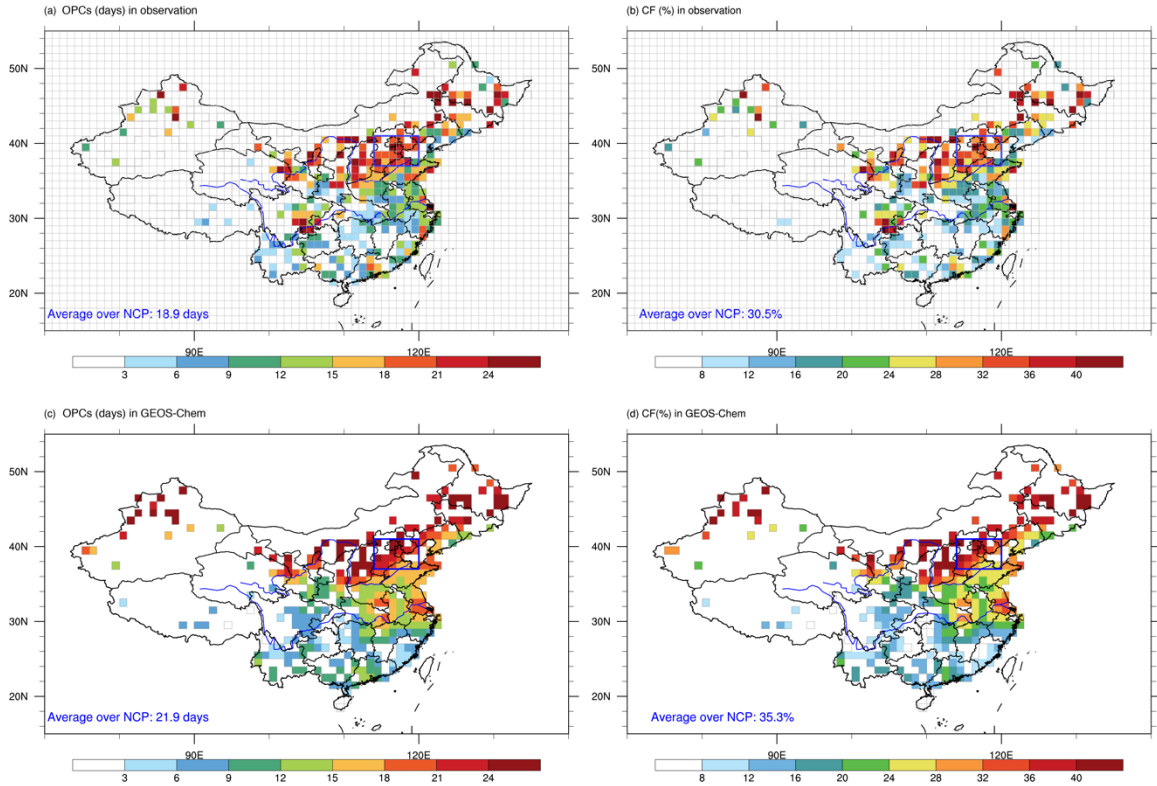 (a) OPCs (days) in observation
(b) CF (%) in observation
50N
40N
30N
20N
50N
40N
30N
20N
Average over NCP: 18.9 days
Average over NCP: 30.5%
90E 120E
90E 120E
3 6 9 12 15 18 21 24
8 12 16 20 24 28 32 36 40
(c) OPCs (days) in GEOS-Chem
(d) CF(%) in GEOS-Chem
50N
40N
30N
20N
50N
40N
30N
20N
Average over NCP: 21.9 days
Average over NCP: 35.3%
90E 120E
90E 120E
3 6 9 12 15 18 21 24
8 12 16 20 24 28 32 36 40